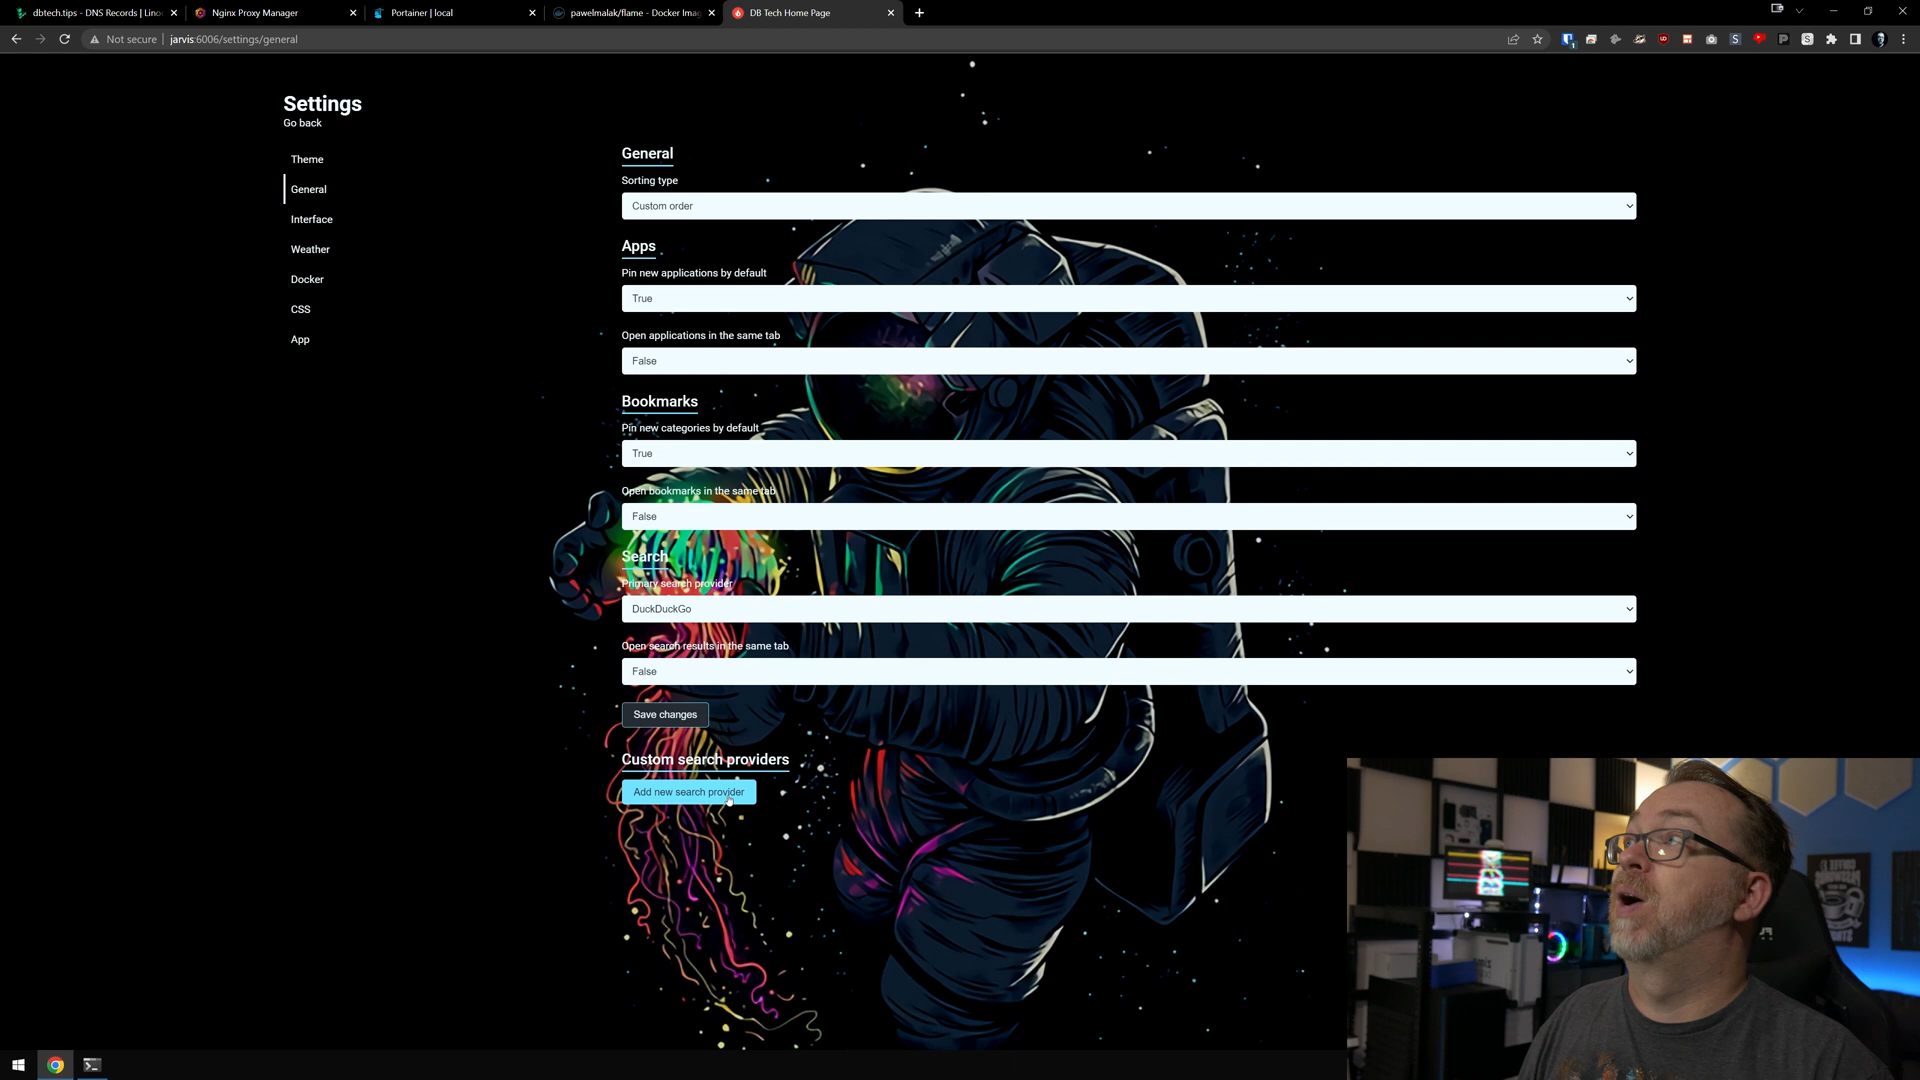 dbtech.tips - DNS Records | Lino
Nginx Proxy Manager
Portainer | local
pawelmalak/flame - Docker Imag
DB Tech Home Page
Not secure
jarvis:6006/settings/general
Settings
Go back
Theme
General
Interface
Weather
Docker
CSS
App
General
Sorting type
Custom order
Apps
Pin new applications by default
True
Open applications in the same tab
False
Bookmarks
Pin new categories by default
True
Open bookmarks in the same tab
False
Search
Primary search provider
DuckDuckGo
Open search results in the same tab
False
Save changes
Custom search providers
Add new search provider